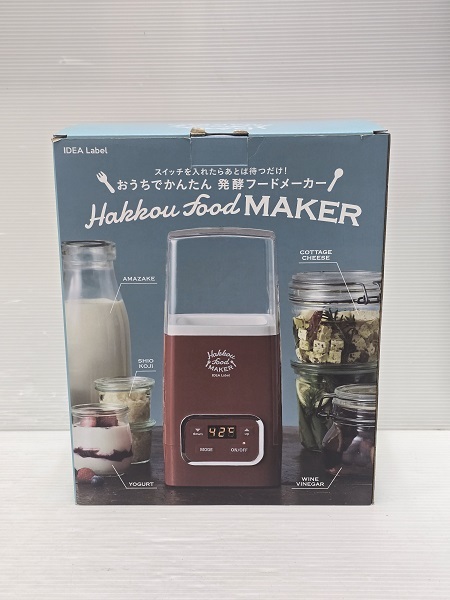 IDEA Label
スイッチを入れたらあとは待つだけ!
おうちでかんたん 発酵フードメーカー
Hakkou Food MAKER
COTTAGE
CHEESE
AMAZAKE
Hakkou
Food
MAKER
IDEA Label
SHIO
KOJI
42℃
MODE
ON/OFF
YOGURT
WINE
VINEGAR